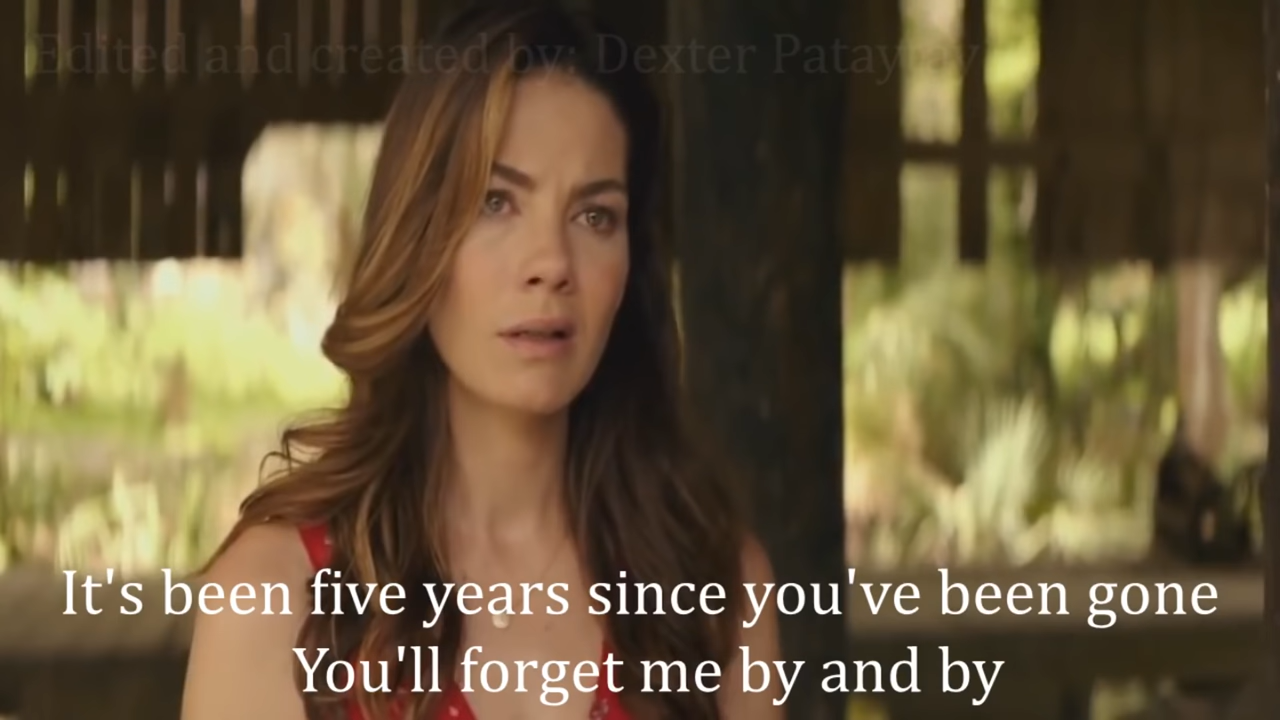 Edited and created by: Dexter
It's been five years since you've been gone
You'll forget me by and by